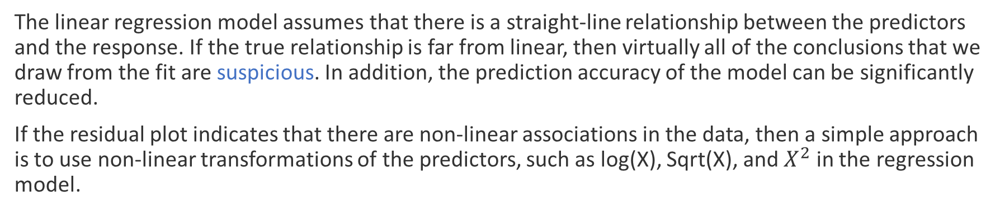 The linear regression model assumes that there is a straight-line relationship between the predictors
and the response. If the true relationship is far from linear, then virtually all of the conclusions that we
draw from the fit are suspicious. In addition, the prediction accuracy of the model can be significantly
reduced.
If the residual plot indicates that there are non-linear associations in the data, then a simple approach
is to use non-linear transformations of the predictors, such as log(X), Sqrt(X), and X² in the regression
model.